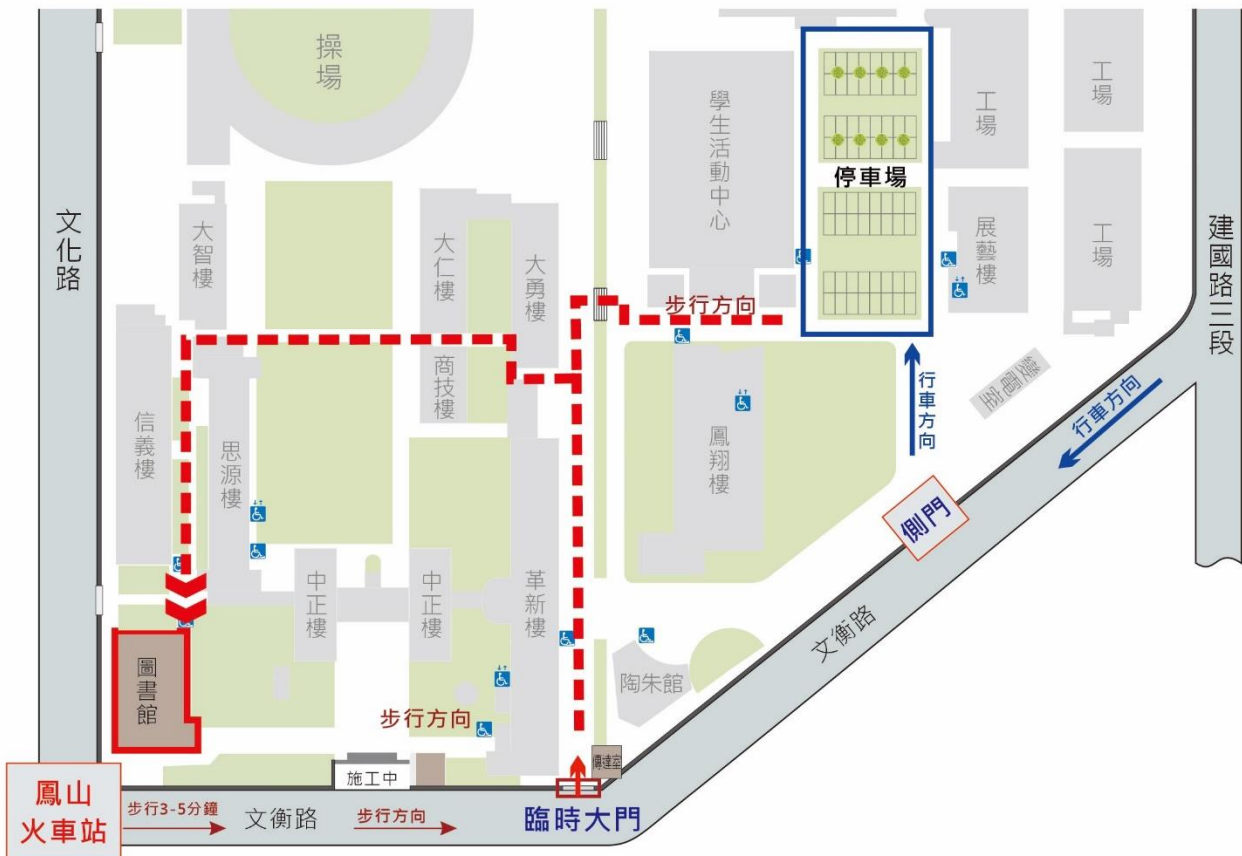 操場
學生活動中心
停車場
工場
工場
工場
文化路
大智樓
大仁樓
大勇樓
展藝樓
建國路三段
步行方向
商技樓
行車方向
變電室
行車方向
信義樓
思源樓
鳳翔樓
側門
中正樓
中正樓
革新樓
文衡路
圖書館
陶朱館
步行方向
傳達室
施工中
鳳山
火車站
步行3-5分鐘
文衡路
步行方向
臨時大門